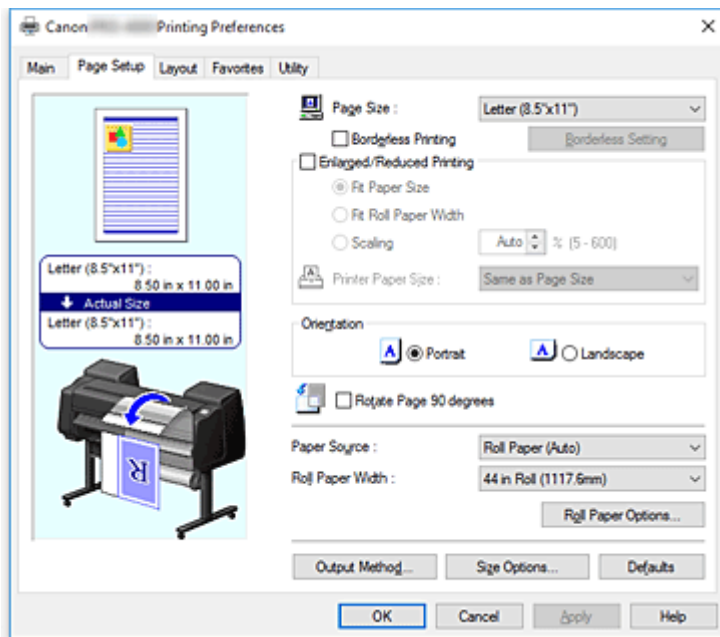 Canon Printing Preferences
Main Page Setup Layout Favorites Utility
Page Size : Letter (8.5"x11")
Borderless Printing Borderless Setting
Enlarged/Reduced Printing
Fit Paper Size
Fit Roll Paper Width
Scaling Auto % (5 - 600)
Printer Paper Size : Same as Page Size
Letter (8.5"x11") :
8.50 in x 11.00 in
Actual Size
Letter (8.5"x11") :
8.50 in x 11.00 in
Orientation
A Portrait A Landscape
Rotate Page 90 degrees
R
Paper Source : Roll Paper (Auto)
Roll Paper Width : 44 in Roll (1117.6mm)
Roll Paper Options...
Output Method... Size Options... Defaults
OK Cancel Apply Help